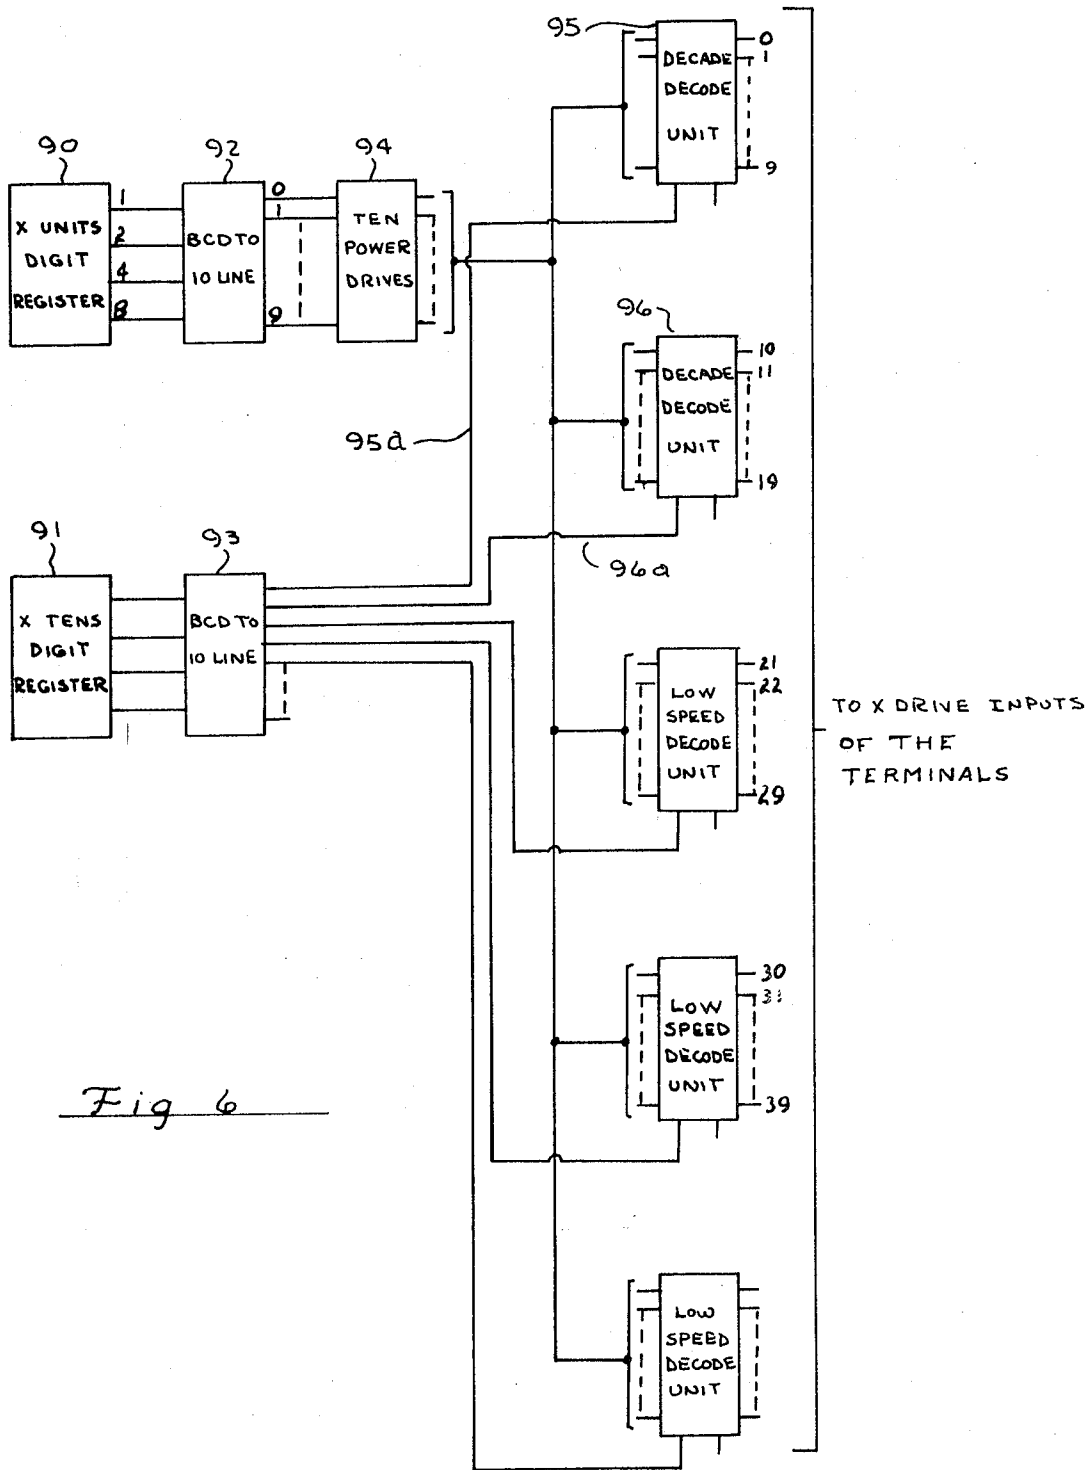 95
0
DECADE
1
DECODE
UNIT
9
90
92
94
X UNITS
DIGIT
REGISTER
1
2
4
8
BCD TO
10 LINE
0
1
9
TEN
POWER
DRIVES
96
10
DECADE
11
DECODE
UNIT
19
95a
96a
91
93
X TENS
DIGIT
REGISTER
BCD TO
10 LINE
21
LOW
22
SPEED
DECODE
UNIT
29
TO X DRIVE INPUTS
OF THE
TERMINALS
30
LOW
31
SPEED
DECODE
UNIT
39
Fig 6
LOW
SPEED
DECODE
UNIT